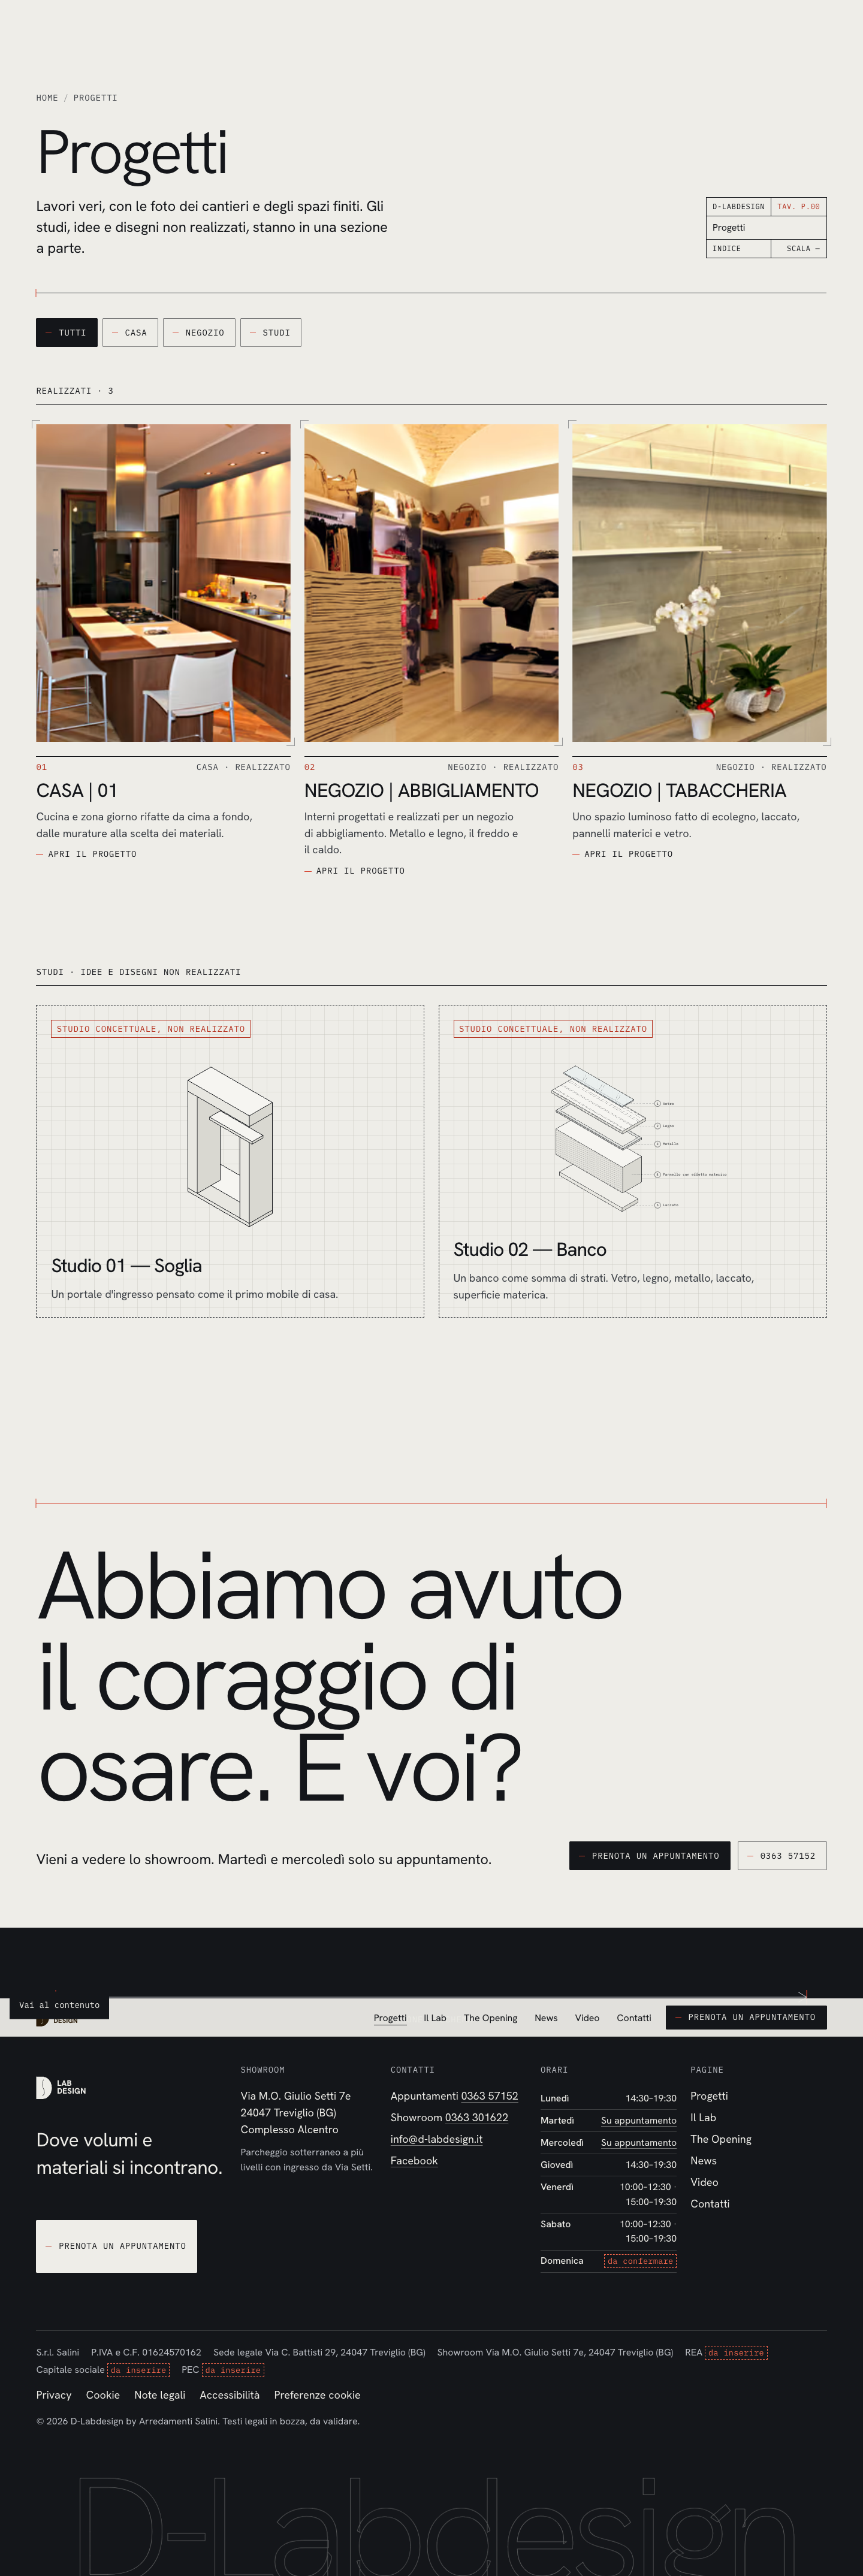 HOME / PROGETTI
Progetti
Lavori veri, con le foto dei cantieri e degli spazi finiti. Gli
studi, idee e disegni non realizzati, stanno in una sezione
a parte.
D-LABDESIGN TAV. P.00
Progetti
INDICE SCALA —
— TUTTI — CASA — NEGOZIO — STUDI
REALIZZATI · 3
01 CASA · REALIZZATO
CASA | 01
Cucina e zona giorno rifatte da cima a fondo,
dalle murature alla scelta dei materiali.
— APRI IL PROGETTO
02 NEGOZIO · REALIZZATO
NEGOZIO | ABBIGLIAMENTO
Interni progettati e realizzati per un negozio
di abbigliamento. Metallo e legno, il freddo e
il caldo.
— APRI IL PROGETTO
03 NEGOZIO · REALIZZATO
NEGOZIO | TABACCHERIA
Uno spazio luminoso fatto di ecolegno, laccato,
pannelli materici e vetro.
— APRI IL PROGETTO
STUDI · IDEE E DISEGNI NON REALIZZATI
STUDIO CONCETTUALE, NON REALIZZATO
Studio 01 — Soglia
Un portale d'ingresso pensato come il primo mobile di casa.
STUDIO CONCETTUALE, NON REALIZZATO
1 Vetro
2 Legno
3 Metallo
4 Pannello con effetto materico
5 Laccato
Studio 02 — Banco
Un banco come somma di strati. Vetro, legno, metallo, laccato,
superficie materica.
Abbiamo avuto
il coraggio di
osare. E voi?
Vieni a vedere lo showroom. Martedì e mercoledì solo su appuntamento.
— PRENOTA UN APPUNTAMENTO — 0363 57152
Vai al contenuto
DESIGN
Progetti Il Lab The Opening News Video Contatti — PRENOTA UN APPUNTAMENTO
LAB
DESIGN
Dove volumi e
materiali si incontrano.
— PRENOTA UN APPUNTAMENTO
SHOWROOM
Via M.O. Giulio Setti 7e
24047 Treviglio (BG)
Complesso Alcentro
Parcheggio sotterraneo a più
livelli con ingresso da Via Setti.
CONTATTI
Appuntamenti 0363 57152
Showroom 0363 301622
info@d-labdesign.it
Facebook
ORARI
Lunedì 14:30–19:30
Martedì Su appuntamento
Mercoledì Su appuntamento
Giovedì 14:30–19:30
Venerdì 10:00–12:30 ·
15:00–19:30
Sabato 10:00–12:30 ·
15:00–19:30
Domenica da confermare
PAGINE
Progetti
Il Lab
The Opening
News
Video
Contatti
S.r.l. Salini P.IVA e C.F. 01624570162 Sede legale Via C. Battisti 29, 24047 Treviglio (BG) Showroom Via M.O. Giulio Setti 7e, 24047 Treviglio (BG) REA da inserire
Capitale sociale da inserire PEC da inserire
Privacy Cookie Note legali Accessibilità Preferenze cookie
© 2026 D-Labdesign by Arredamenti Salini. Testi legali in bozza, da validare.
D-Labdesign